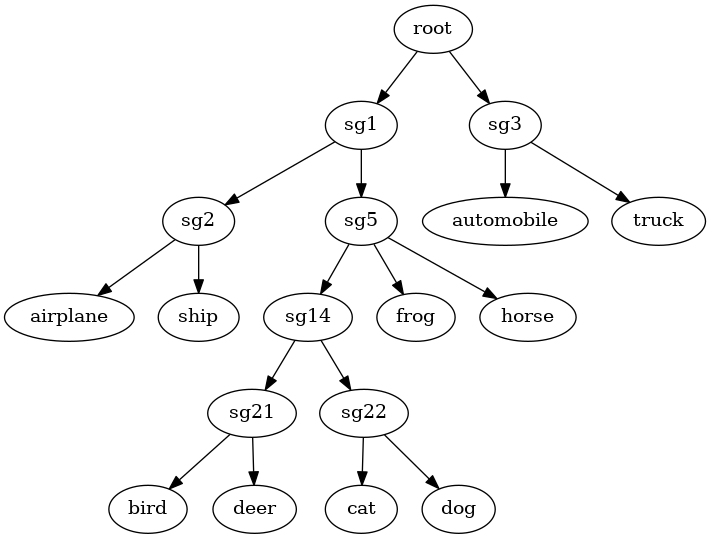 root
sg1 sg3
sg2 sg5 automobile truck
airplane ship sg14 frog horse
sg21 sg22
bird deer cat dog